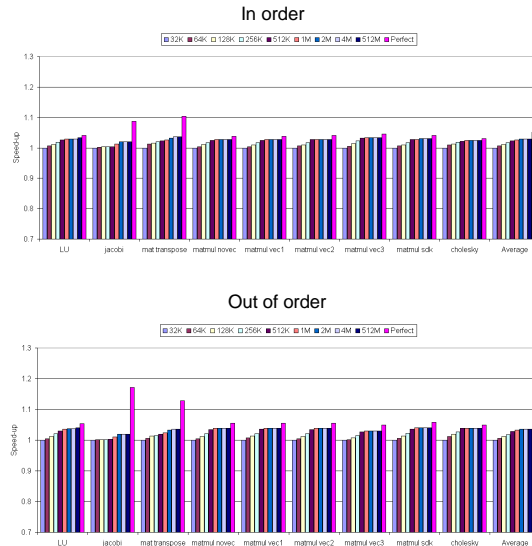 In order
32K 64K 128K 256K 512K 1M 2M 4M 512M Perfect
1.3
1.2
1.1
1
0.9
0.8
0.7
Speed-up
LU jacobi mat transpose matmul novec matmul vec1 matmul vec2 matmul vec3 matmul sdk cholesky Average
Out of order
32K 64K 128K 256K 512K 1M 2M 4M 512M Perfect
1.3
1.2
1.1
1
0.9
0.8
0.7
Speed-up
LU jacobi mat transpose matmul novec matmul vec1 matmul vec2 matmul vec3 matmul sdk cholesky Average